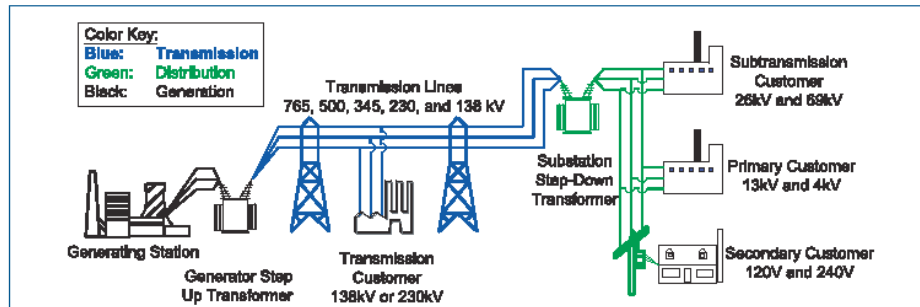 Color Key:
Blue: Transmission
Green: Distribution
Black: Generation
Transmission Lines
765, 500, 345, 230, and 138 kV
Subtransmission
Customer
26kV and 69kV
Substation
Step-Down
Transformer
Primary Customer
13kV and 4kV
Generating Station
Generator Step
Up Transformer
Transmission
Customer
138kV or 230kV
Secondary Customer
120V and 240V